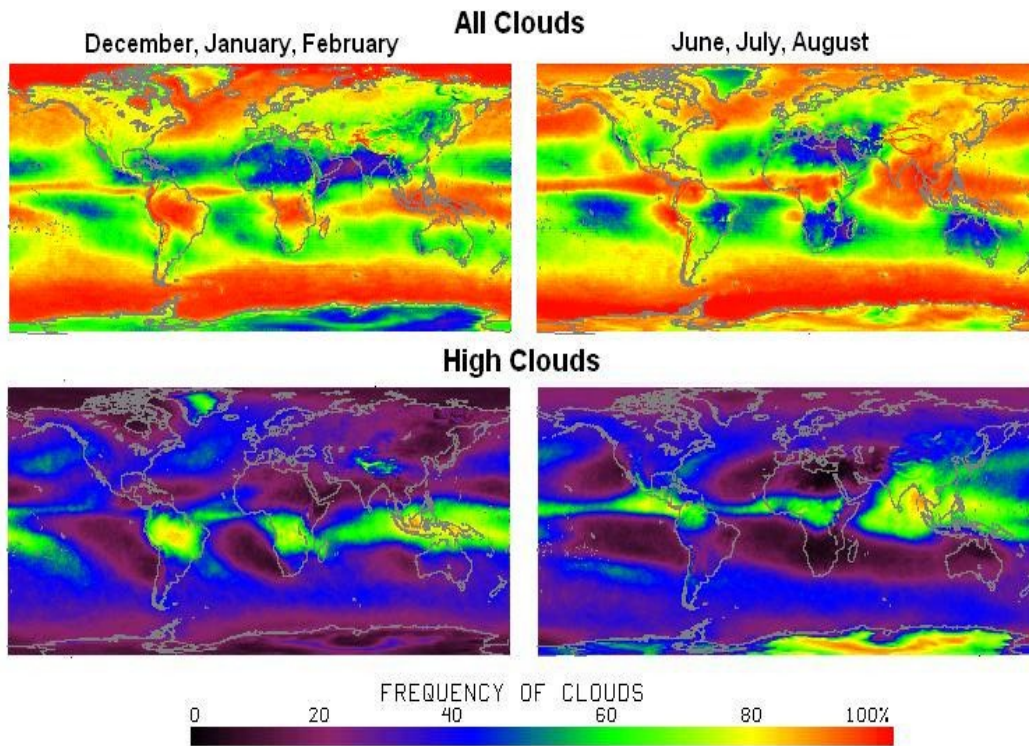 All Clouds
December, January, February
June, July, August
High Clouds
FREQUENCY OF CLOUDS
0 20 40 60 80 100%